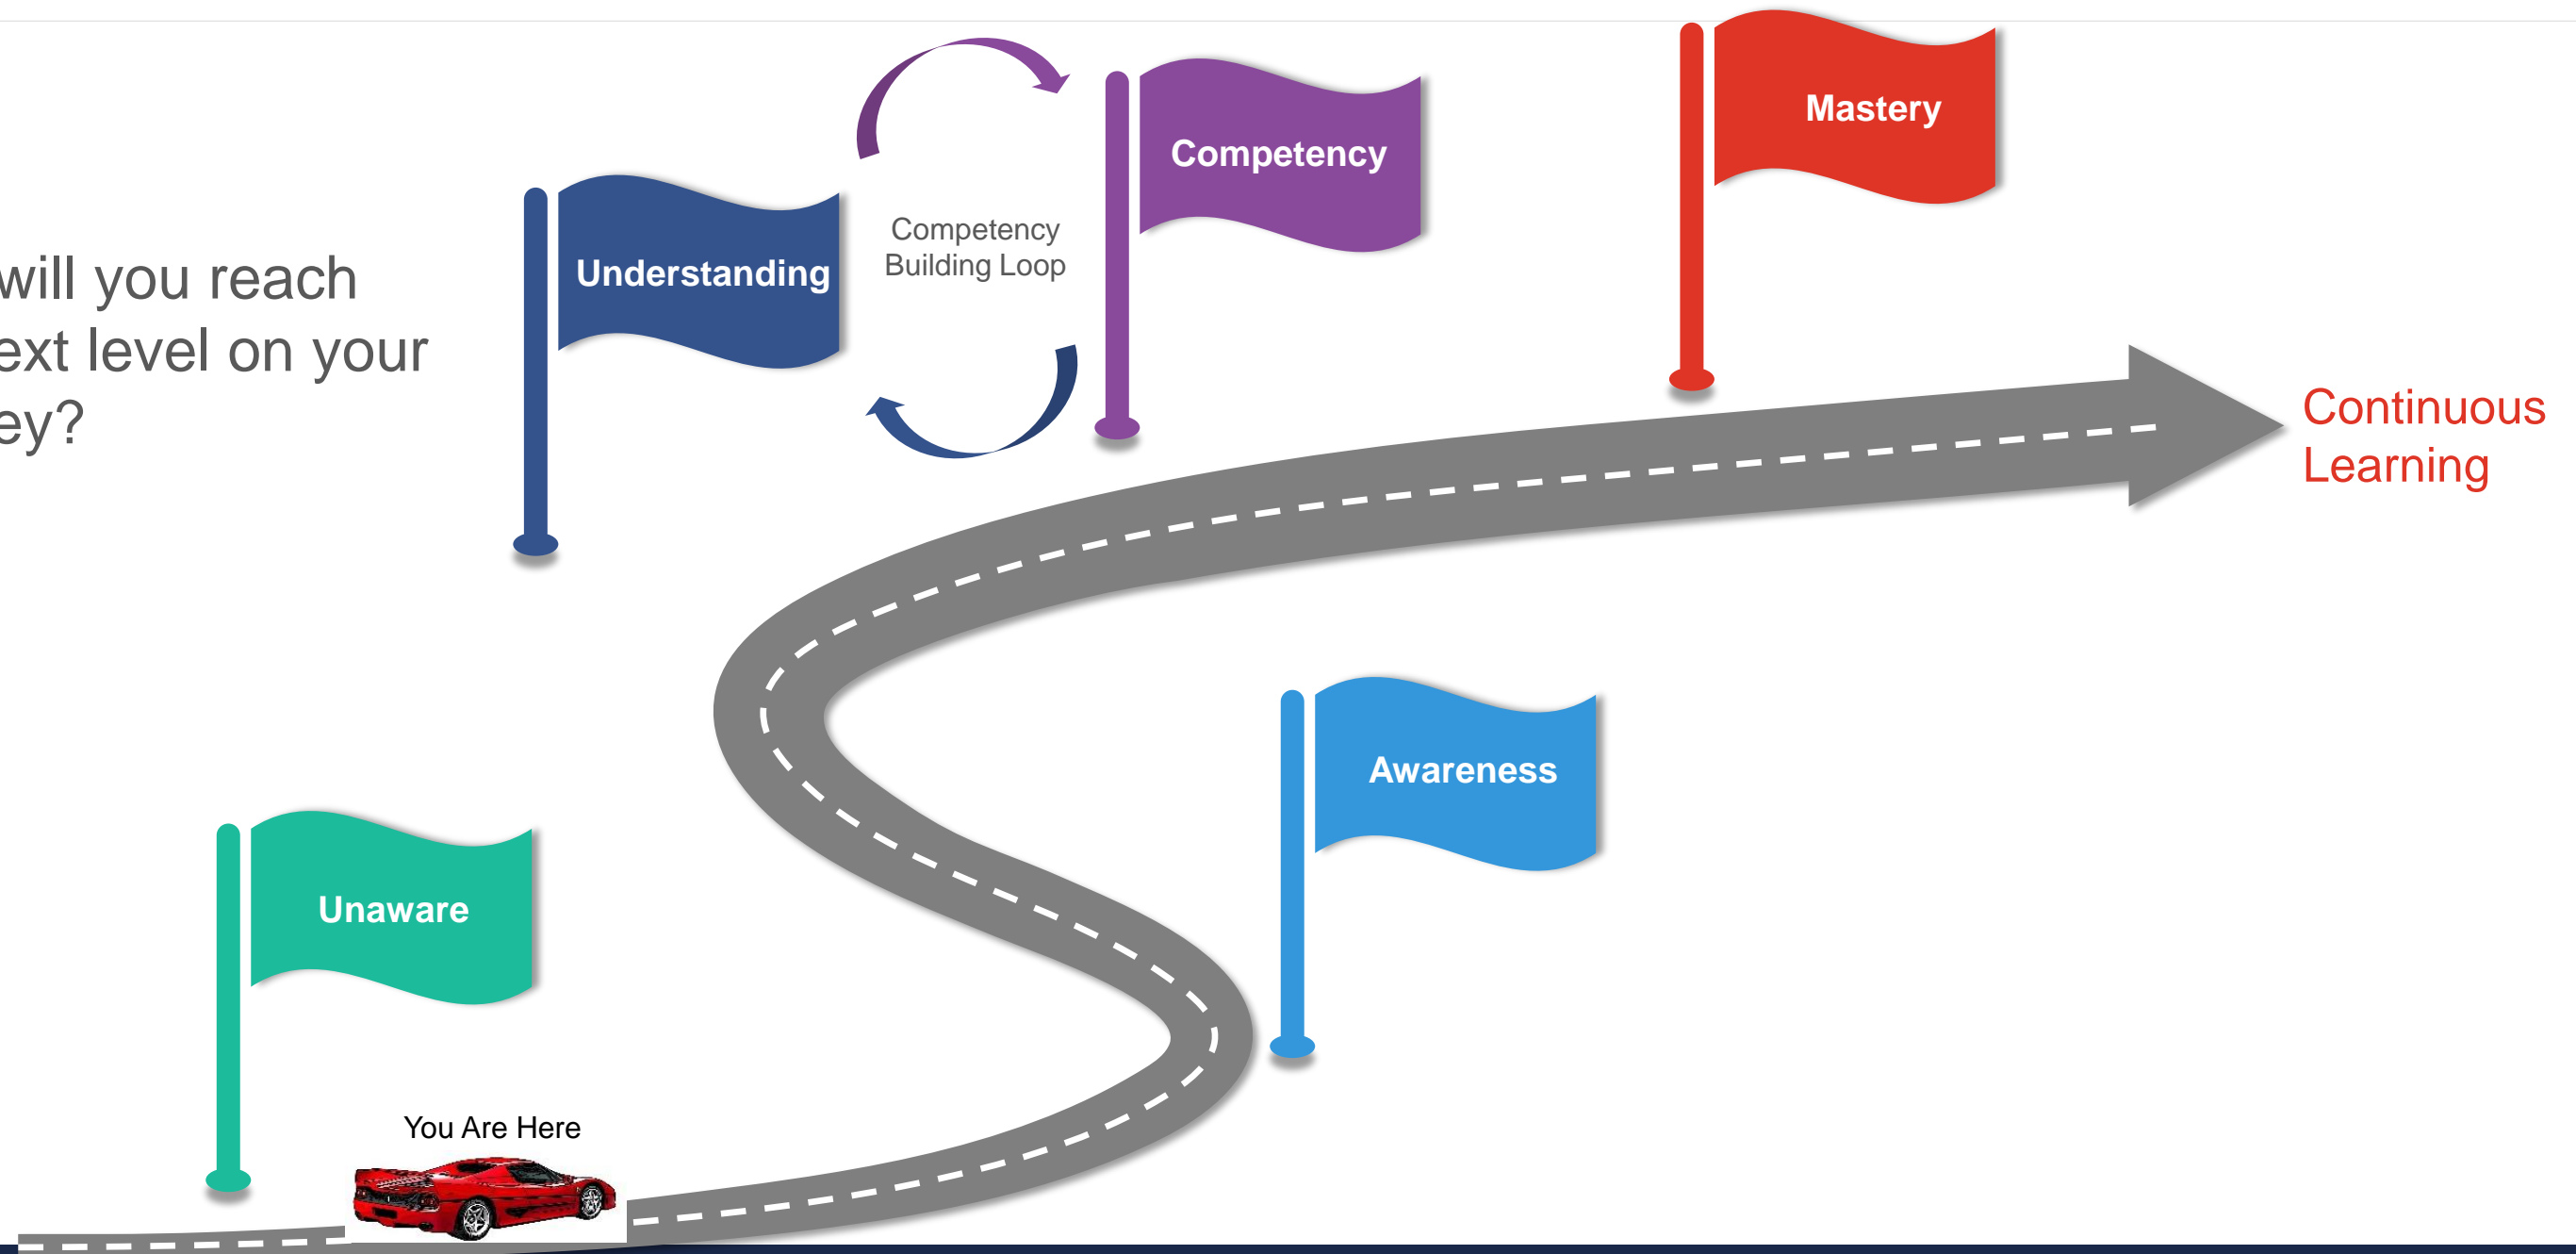 will you reach
ext level on your
ey?
Understanding
Competency
Building Loop
Competency
Mastery
Continuous
Learning
Awareness
Unaware
You Are Here